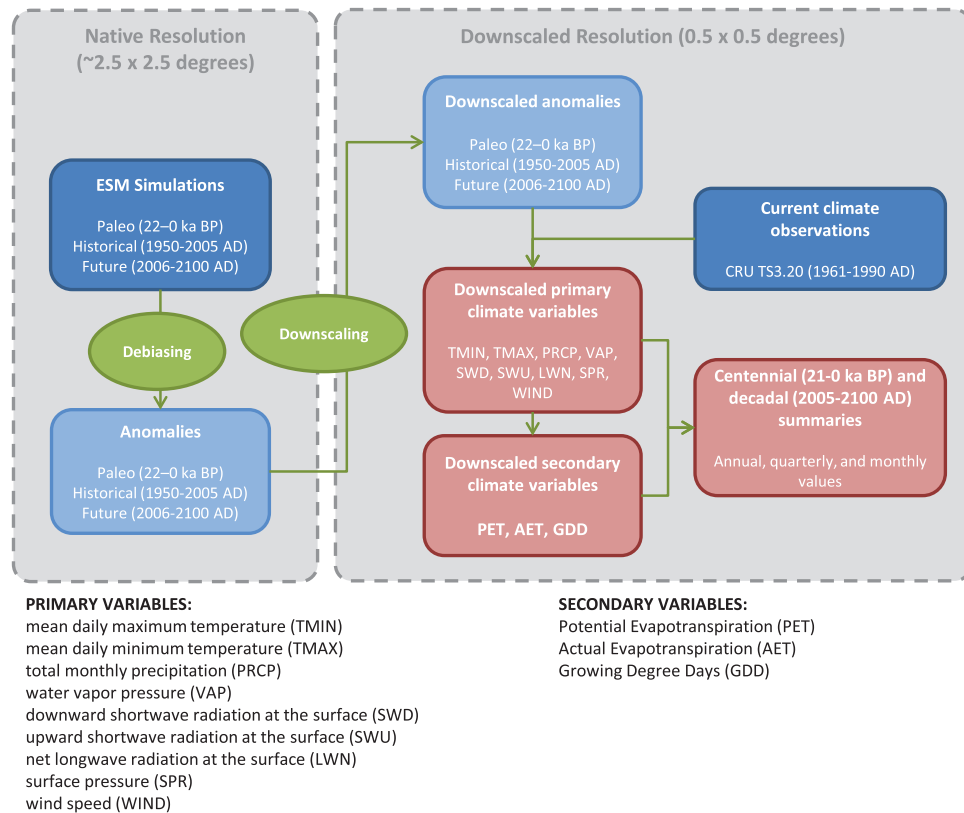 Native Resolution
(~2.5 x 2.5 degrees)
ESM Simulations
Paleo (22–0 ka BP)
Historical (1950-2005 AD)
Future (2006-2100 AD)
Debiasing
Anomalies
Paleo (22–0 ka BP)
Historical (1950-2005 AD)
Future (2006-2100 AD)
Downscaling
Downscaled Resolution (0.5 x 0.5 degrees)
Downscaled anomalies
Paleo (22–0 ka BP)
Historical (1950-2005 AD)
Future (2006-2100 AD)
Current climate
observations
CRU TS3.20 (1961-1990 AD)
Downscaled primary
climate variables
TMIN, TMAX, PRCP, VAP,
SWD, SWU, LWN, SPR,
WIND
Downscaled secondary
climate variables
PET, AET, GDD
Centennial (21-0 ka BP) and
decadal (2005-2100 AD)
summaries
Annual, quarterly, and monthly
values
PRIMARY VARIABLES:
mean daily maximum temperature (TMIN)
mean daily minimum temperature (TMAX)
total monthly precipitation (PRCP)
water vapor pressure (VAP)
downward shortwave radiation at the surface (SWD)
upward shortwave radiation at the surface (SWU)
net longwave radiation at the surface (LWN)
surface pressure (SPR)
wind speed (WIND)
SECONDARY VARIABLES:
Potential Evapotranspiration (PET)
Actual Evapotranspiration (AET)
Growing Degree Days (GDD)